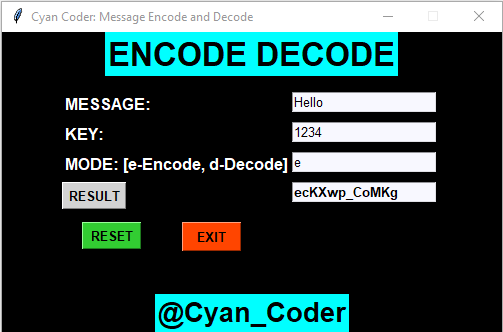 Cyan Coder: Message Encode and Decode
ENCODE DECODE
MESSAGE: Hello
KEY: 1234
MODE: [e-Encode, d-Decode] e
RESULT ecKXwp_CoMKg
RESET EXIT
@Cyan_Coder